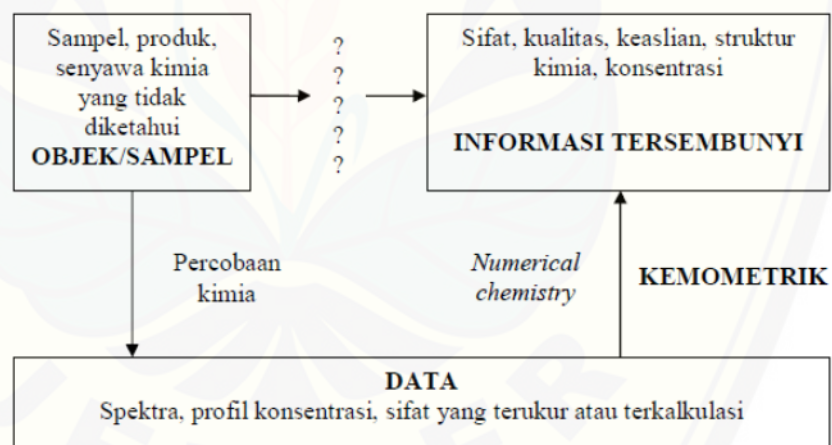 Sampel, produk,
senyawa kimia
yang tidak
diketahui
OBJEK/SAMPEL
?
?
?
?
?
Sifat, kualitas, keaslian, struktur
kimia, konsentrasi
INFORMASI TERSEMBUNYI
Percobaan
kimia
Numerical
chemistry
KEMOMETRIK
DATA
Spektra, profil konsentrasi, sifat yang terukur atau terkalkulasi